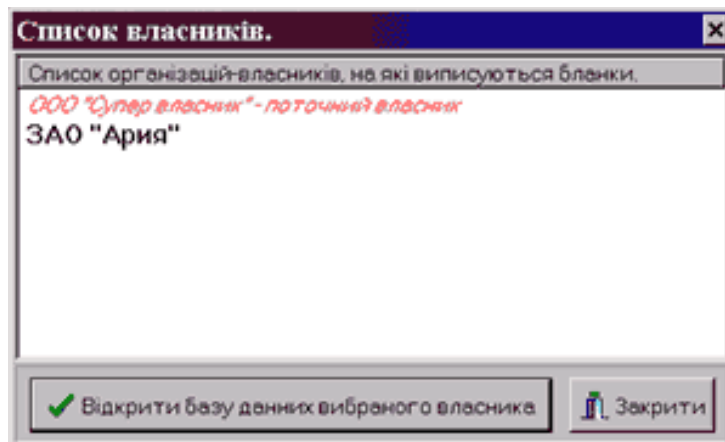 Список власників.
Список організацій-власників, на які виписуються бланки.
ООО "Супер власник" - поточний власник
ЗАО "Ария"
Відкрити базу данних вибраного власника
Закрити